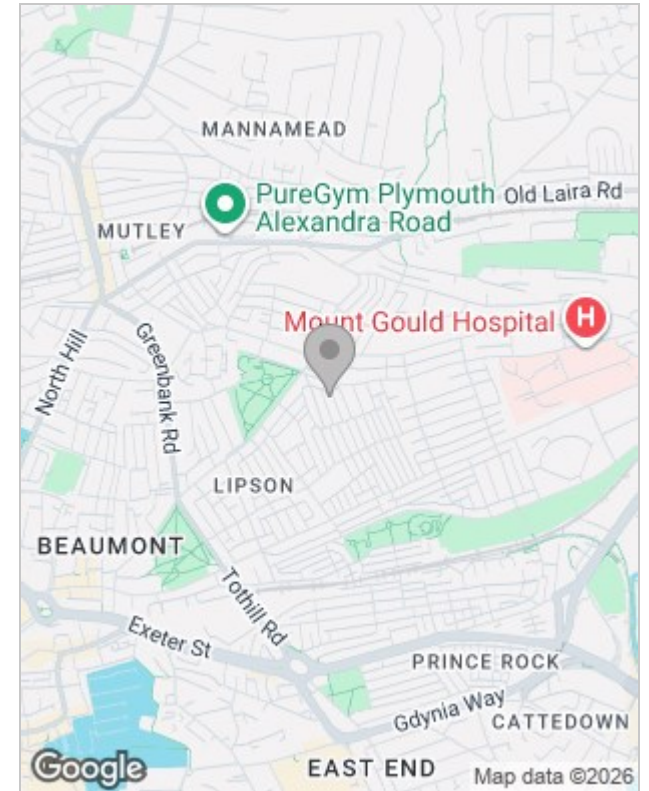 MANNAMEAD
PureGym Plymouth
Alexandra Road
Old Laira Rd
MUTLEY
Mount Gould Hospital
H
North Hill
Greenbank Rd
LIPSON
BEAUMONT
Tothill Rd
Exeter St
PRINCE ROCK
Gdynia Way
CATTEDOWN
EAST END
Google
Map data ©2026